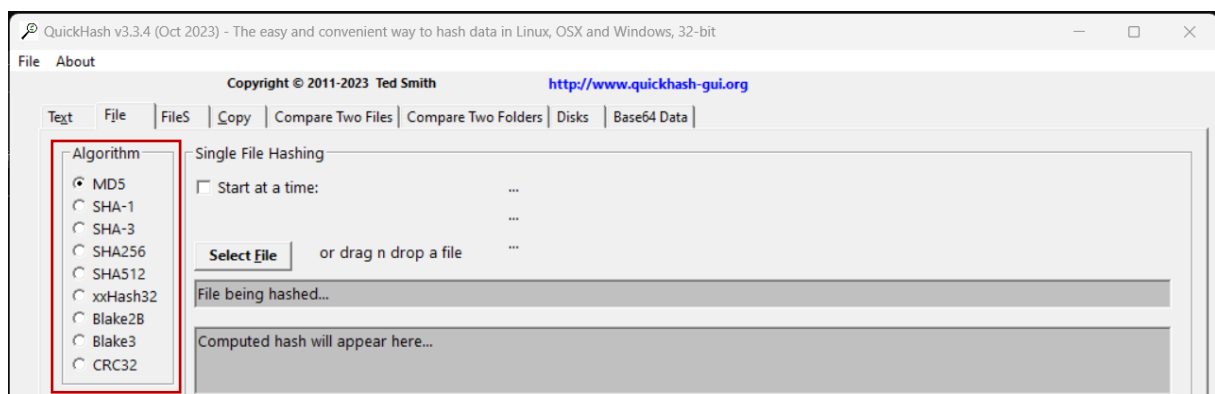 QuickHash v3.3.4 (Oct 2023) - The easy and convenient way to hash data in Linux, OSX and Windows, 32-bit
File About
Copyright © 2011-2023 Ted Smith http://www.quickhash-gui.org
Text File FileS Copy Compare Two Files Compare Two Folders Disks Base64 Data
Algorithm
MD5
SHA-1
SHA-3
SHA256
SHA512
xxHash32
Blake2B
Blake3
CRC32
Single File Hashing
Start at a time: ...
...
Select File or drag n drop a file ...
File being hashed...
Computed hash will appear here...